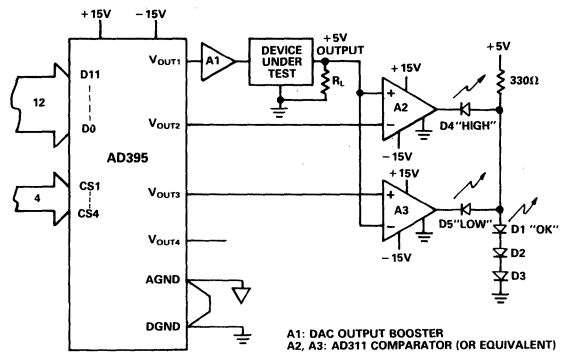 +15V
−15V
D11
12
D0
AD395
CS1
4
CS4
VOUT1
VOUT2
VOUT3
VOUT4
AGND
DGND
A1
DEVICE
UNDER
TEST
+5V
OUTPUT
RL
+15V
+
A2
−
−15V
D4 "HIGH"
+15V
+
A3
−
−15V
D5 "LOW"
+5V
330Ω
D1 "OK"
D2
D3
A1: DAC OUTPUT BOOSTER
A2, A3: AD311 COMPARATOR (OR EQUIVALENT)